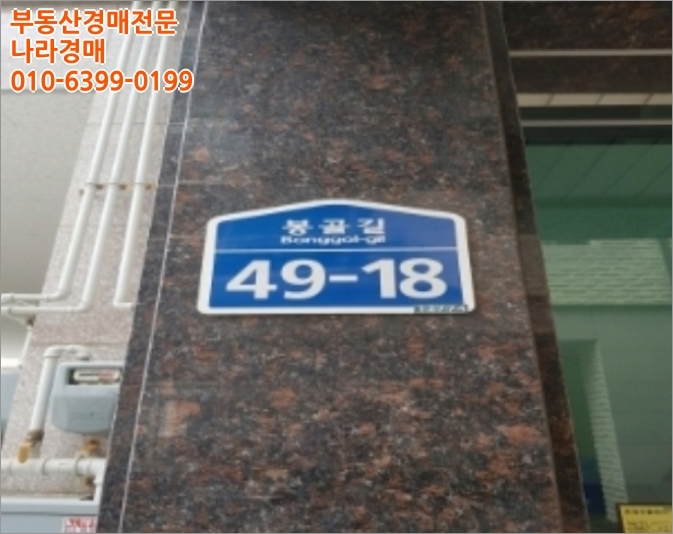 부동산경매전문
나라경매
010-6399-0199
봉골길
Bonggol-gil
49-18